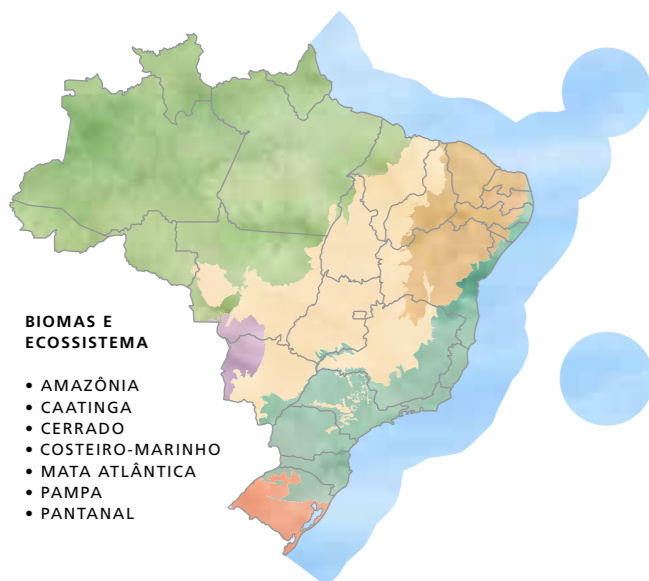 BIOMAS E
ECOSSISTEMA
• AMAZÔNIA
• CAATINGA
• CERRADO
• COSTEIRO-MARINHO
• MATA ATLÂNTICA
• PAMPA
• PANTANAL